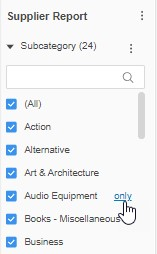 Supplier Report
Subcategory (24)
(All)
Action
Alternative
Art & Architecture
Audio Equipment only
Books - Miscellaneous
Business